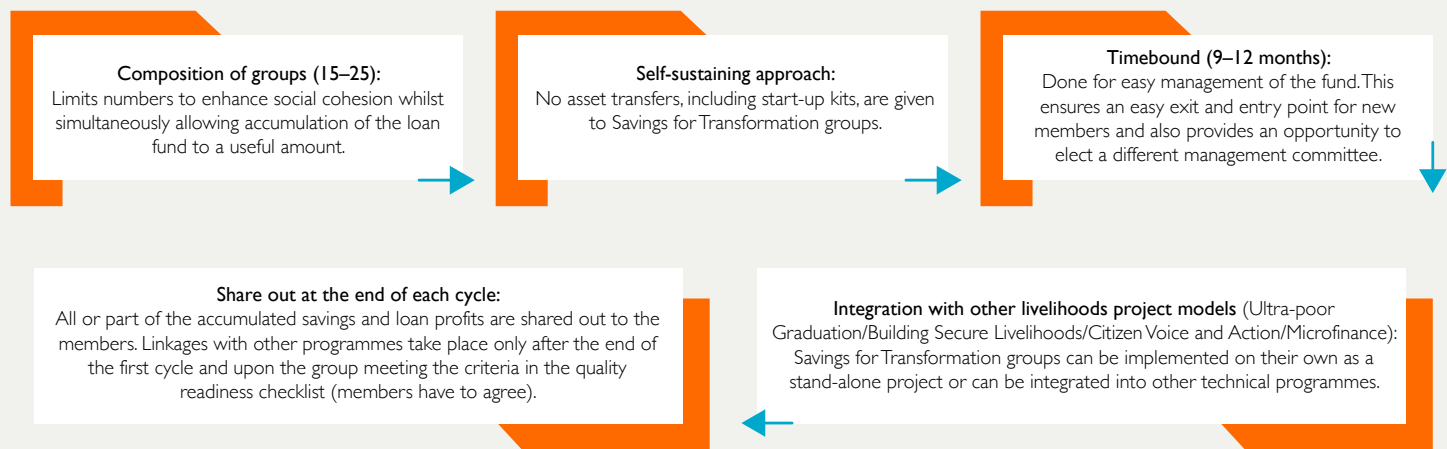 Composition of groups (15–25):
Limits numbers to enhance social cohesion whilst
simultaneously allowing accumulation of the loan
fund to a useful amount.
Self-sustaining approach:
No asset transfers, including start-up kits, are given
to Savings for Transformation groups.
Timebound (9–12 months):
Done for easy management of the fund. This
ensures an easy exit and entry point for new
members and also provides an opportunity to
elect a different management committee.
Integration with other livelihoods project models (Ultra-poor
Graduation/Building Secure Livelihoods/Citizen Voice and Action/Microfinance):
Savings for Transformation groups can be implemented on their own as a
stand-alone project or can be integrated into other technical programmes.
Share out at the end of each cycle:
All or part of the accumulated savings and loan profits are shared out to the
members. Linkages with other programmes take place only after the end of
the first cycle and upon the group meeting the criteria in the quality
readiness checklist (members have to agree).